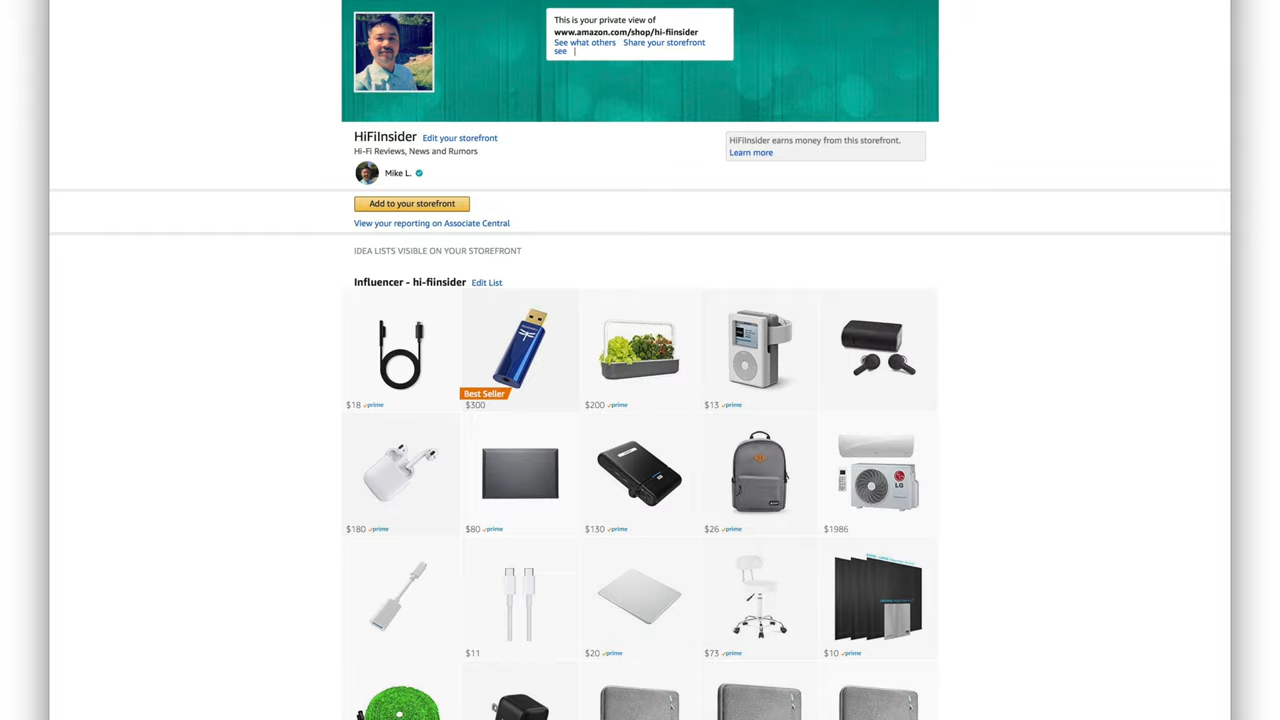 This is your private view of
www.amazon.com/shop/hi-fiinsider
See what others Share your storefront
see |
HiFiInsider Edit your storefront
Hi-Fi Reviews, News and Rumors
Mike L.
HiFiInsider earns money from this storefront.
Learn more
Add to your storefront
View your reporting on Associate Central
IDEA LISTS VISIBLE ON YOUR STOREFRONT
Influencer - hi-fiinsider Edit List
Best Seller
$18 prime $300 $200 prime $13 prime
LG
$180 prime $80 prime $130 prime $26 prime $1986
$11 $20 prime $73 prime $10 prime